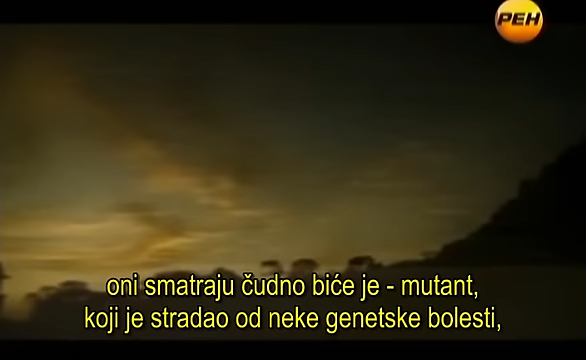 РЕН
oni smatraju čudno biće je - mutant,
koji je stradao od neke genetske bolesti,